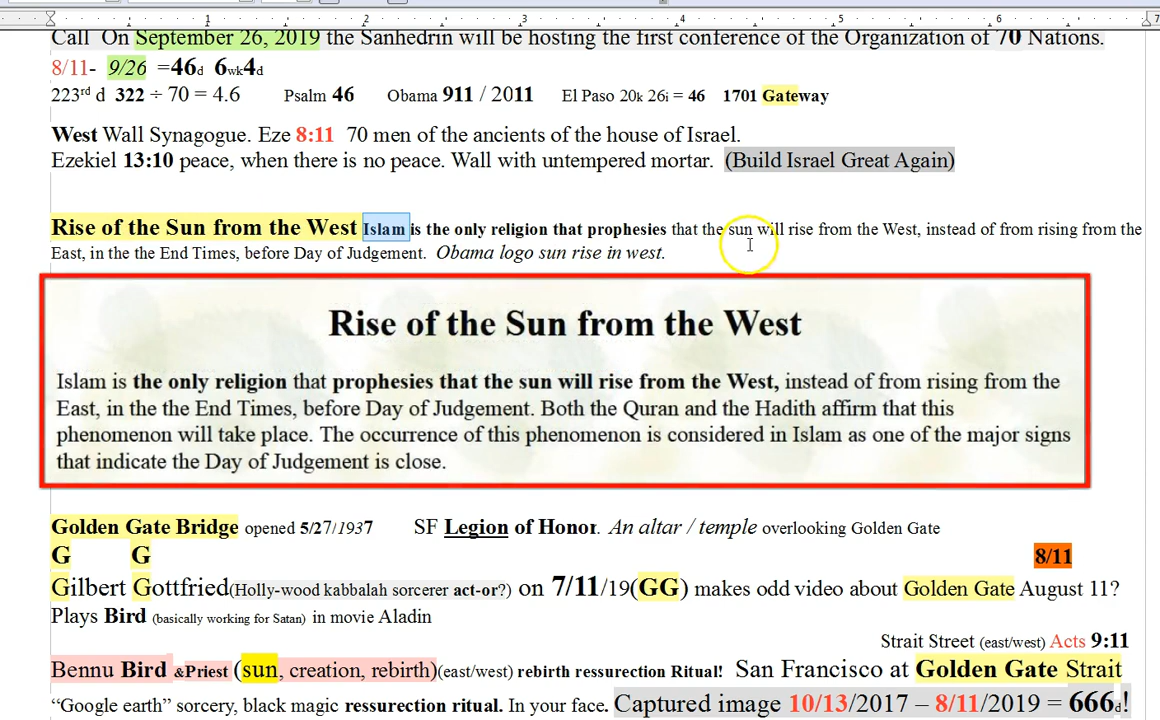 1 2 3 4 5 6 7
Call On September 26, 2019 the Sanhedrin will be hosting the first conference of the Organization of 70 Nations.
8/11- 9/26 =46d 6wk4d
223rd d 322 ÷ 70 = 4.6 Psalm 46 Obama 911 / 2011 El Paso 20k 26i = 46 1701 Gateway
West Wall Synagogue. Eze 8:11 70 men of the ancients of the house of Israel.
Ezekiel 13:10 peace, when there is no peace. Wall with untempered mortar. (Build Israel Great Again)
Rise of the Sun from the West Islam is the only religion that prophesies that the sun will rise from the West, instead of from rising from the
East, in the the End Times, before Day of Judgement. Obama logo sun rise in west.
Rise of the Sun from the West
Islam is the only religion that prophesies that the sun will rise from the West, instead of from rising from the
East, in the the End Times, before Day of Judgement. Both the Quran and the Hadith affirm that this
phenomenon will take place. The occurrence of this phenomenon is considered in Islam as one of the major signs
that indicate the Day of Judgement is close.
Golden Gate Bridge opened 5/27/1937 SF Legion of Honor. An altar / temple overlooking Golden Gate
G G 8/11
Gilbert Gottfried(Holly-wood kabbalah sorcerer act-or?) on 7/11/19(GG) makes odd video about Golden Gate August 11?
Plays Bird (basically working for Satan) in movie Aladin
Strait Street (east/west) Acts 9:11
Bennu Bird &Priest (sun, creation, rebirth)(east/west) rebirth ressurection Ritual! San Francisco at Golden Gate Strait
“Google earth” sorcery, black magic ressurection ritual. In your face. Captured image 10/13/2017 – 8/11/2019 = 666d!